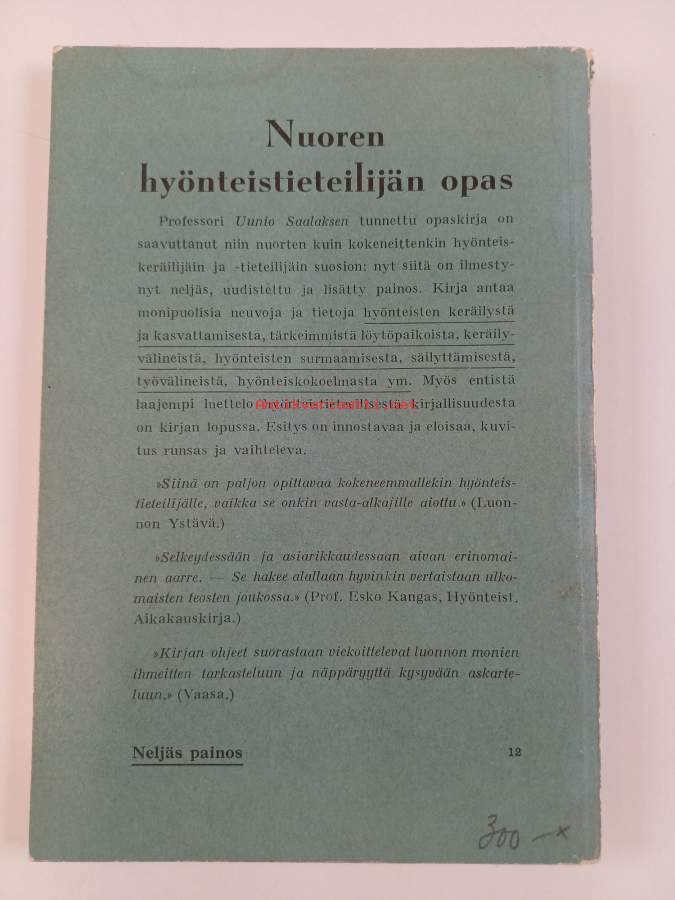 Nuoren
hyönteistieteilijän opas
Professori Uunio Saalaksen tunnettu opaskirja on
saavuttanut niin nuorten kuin kokeneittenkin hyönteis-
keräilijäin ja -tieteilijäin suosion: nyt siitä on ilmesty-
nyt neljäs, uudistettu ja lisätty painos. Kirja antaa
monipuolisia neuvoja ja tietoja hyönteisten keräilystä
ja kasvattamisesta, tärkeimmistä löytöpaikoista, keräily-
välineistä, hyönteisten surmaamisesta, säilyttämisestä,
työvälineistä, hyönteiskokoelmasta ym. Myös entistä
laajempi luettelo hyönteistieteellisestä kirjallisuudesta
on kirjan lopussa. Esitys on innostavaa ja eloisaa, kuvi-
tus runsas ja vaihteleva.
»Siinä on paljon opittavaa kokeneemmallekin hyönteis-
tieteilijälle, vaikka se onkin vasta-alkajille aiottu.» (Luon-
non Ystävä.)
»Selkeydessään ja asiarikkaudessaan aivan erinomai-
nen aarre. — Se hakee alallaan hyvinkin vertaistaan ulko-
maisten teosten joukossa.» (Prof. Esko Kangas, Hyönteist.
Aikakauskirja.)
»Kirjan ohjeet suorastaan viekoittelevat luonnon monien
ihmeitten tarkasteluun ja näppäryyttä kysyvään askarte-
luun.» (Vaasa.)
Neljäs painos 12
300 —x